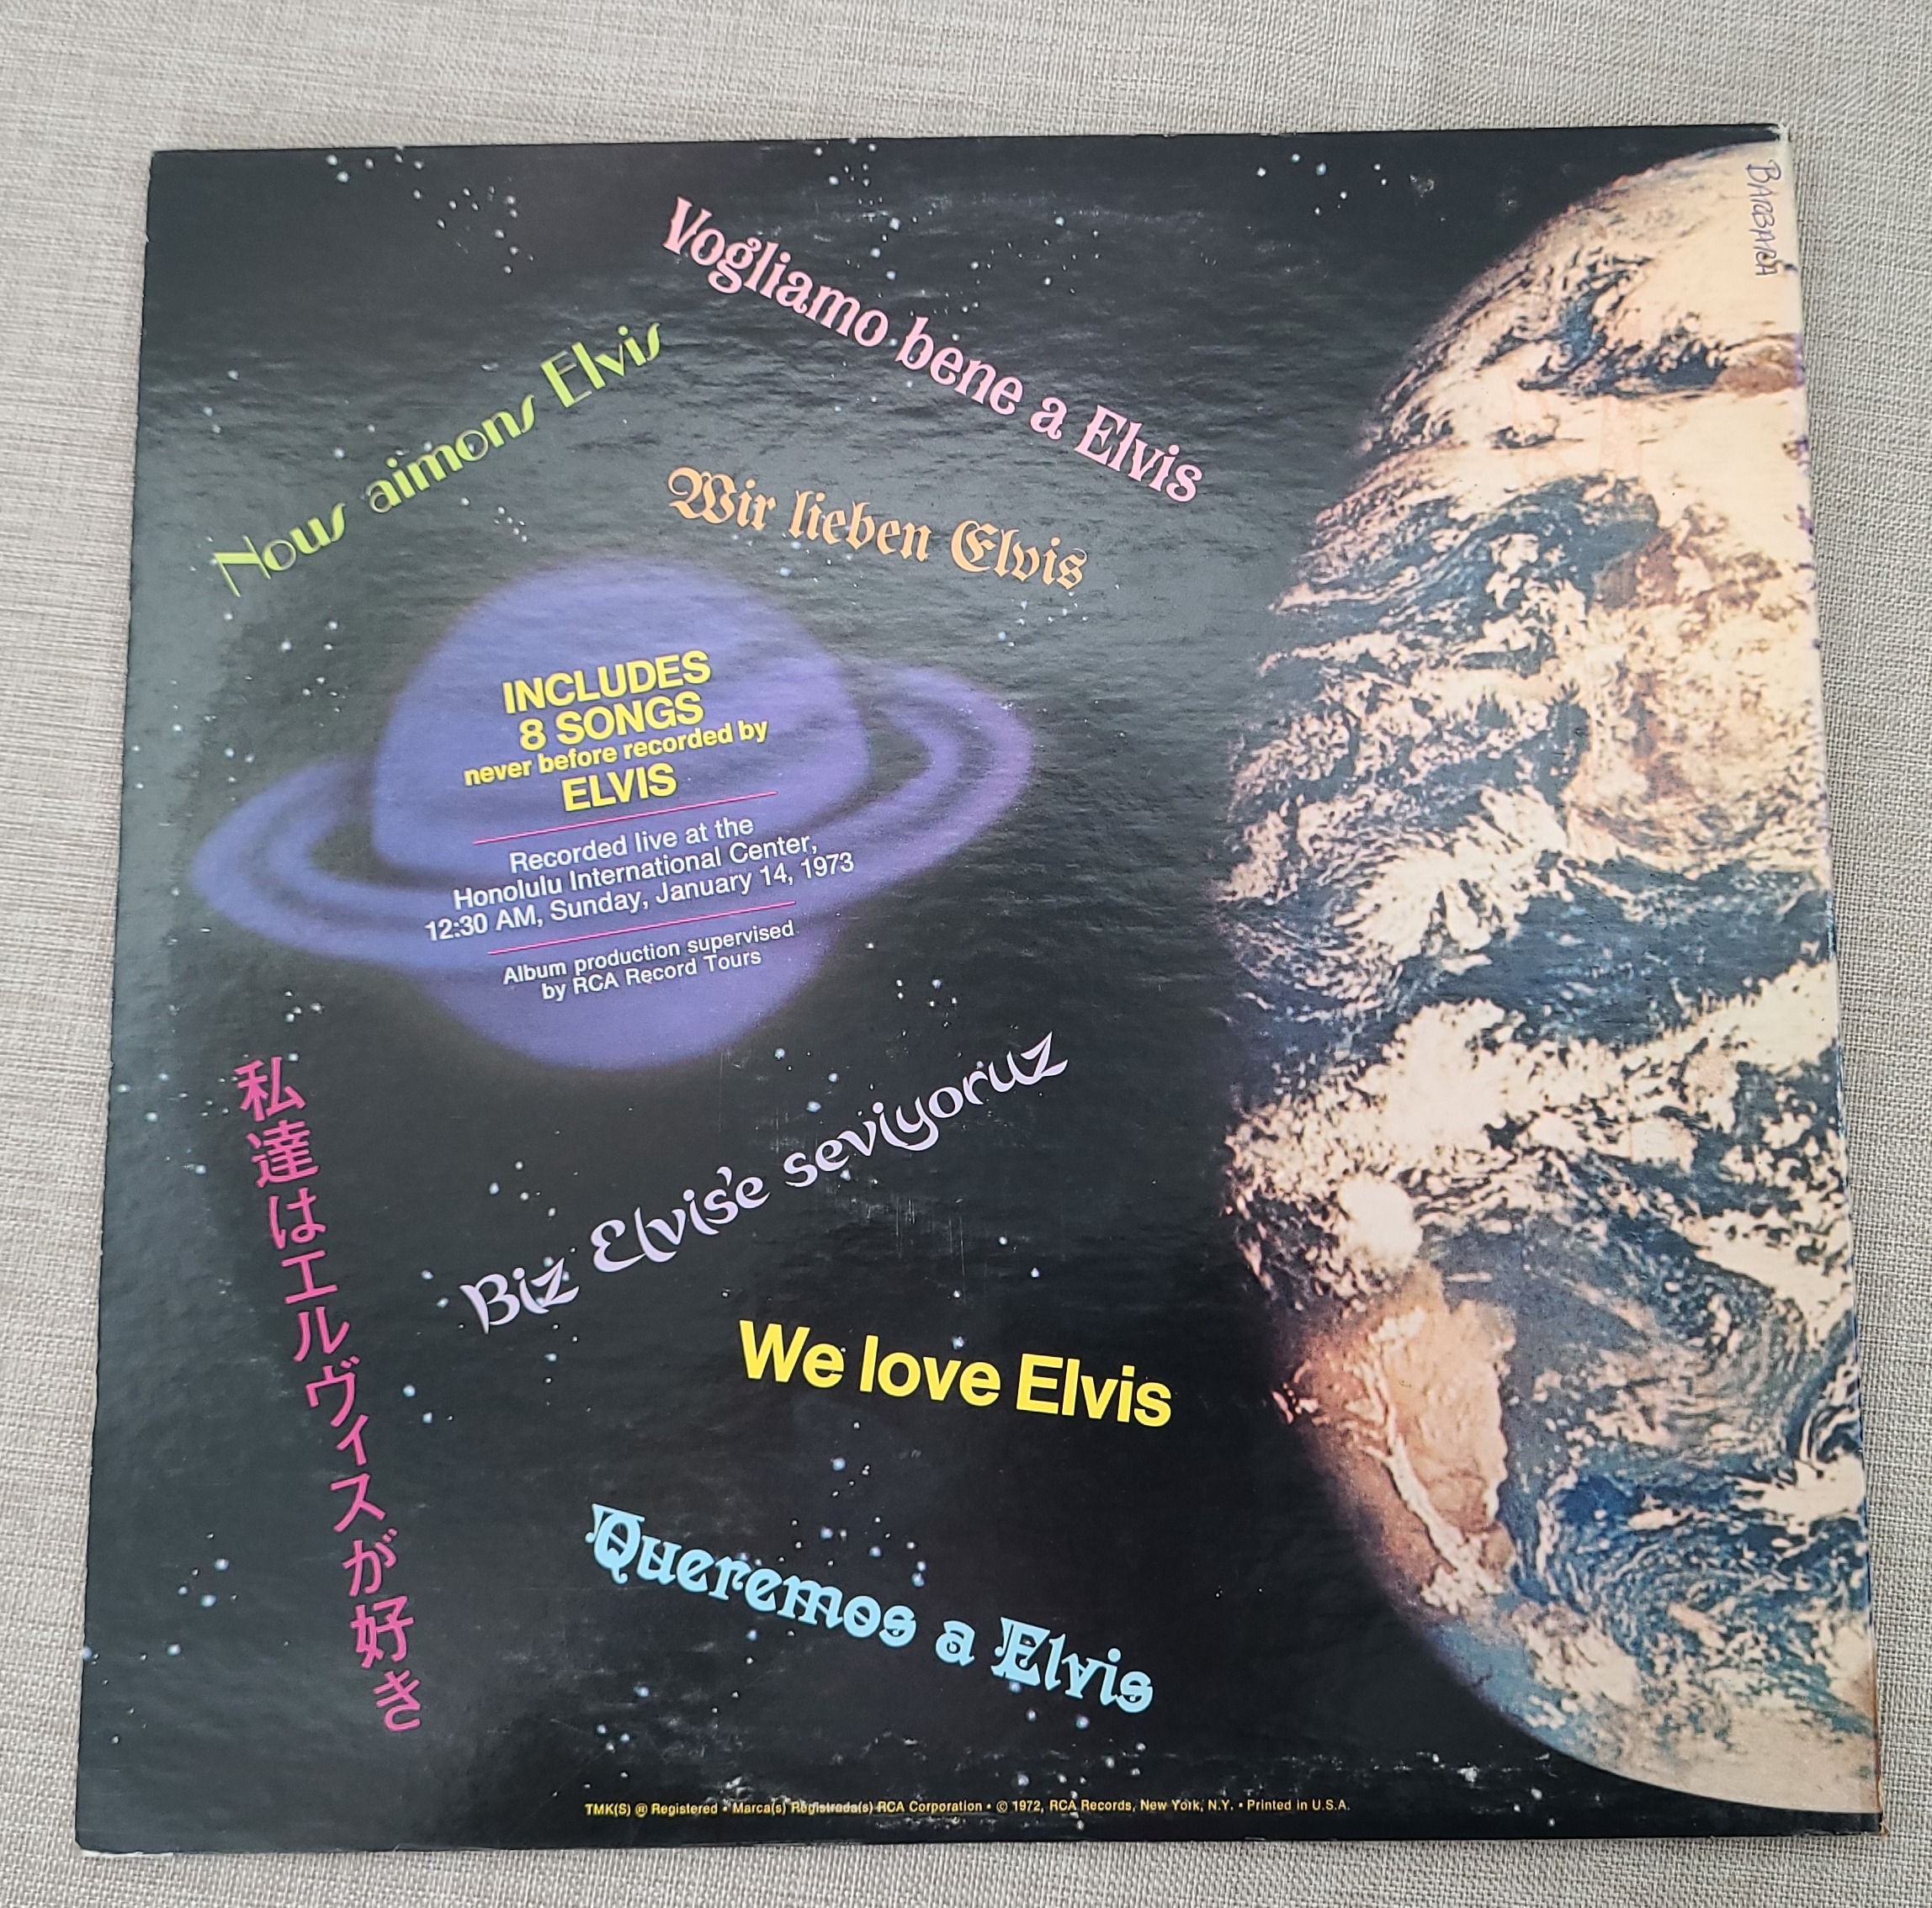 BARBARA
Vogliamo bene a Elvis
Nous aimons Elvis
Wir lieben Elvis
INCLUDES
8 SONGS
never before recorded by
ELVIS
Recorded live at the
Honolulu International Center,
12:30 AM, Sunday, January 14, 1973
Album production supervised
by RCA Record Tours
私達はエルヴィスが好き
Biz Elvis'e seviyoruz
We love Elvis
Queremos a Elvis
TMK(S) ® Registered • Marca(s) Registrada(s) RCA Corporation • © 1972, RCA Records, New York, N.Y. • Printed in U.S.A.